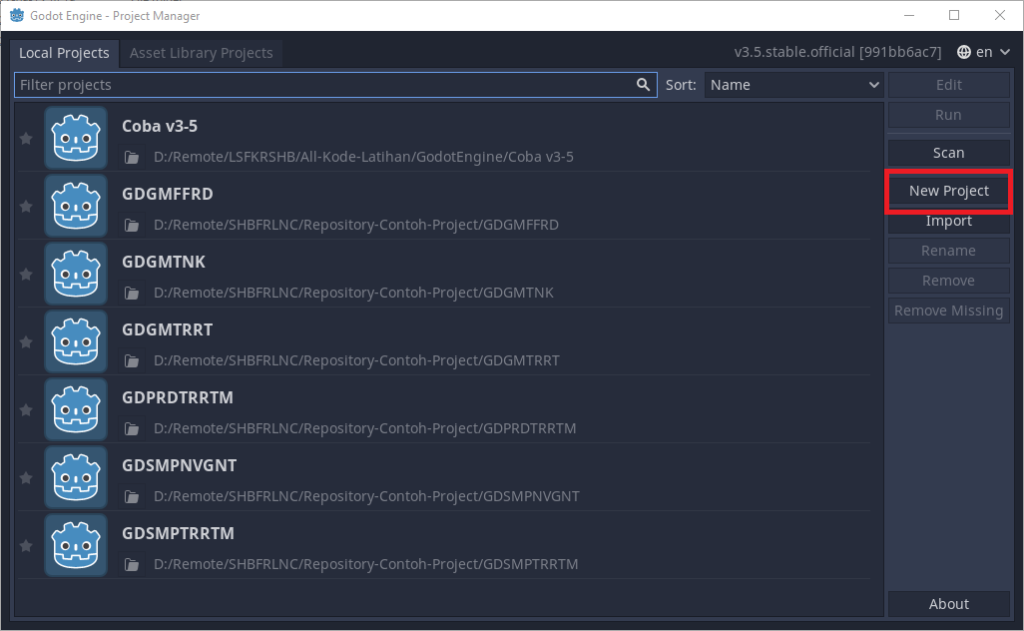 Godot Engine - Project Manager
Local Projects Asset Library Projects v3.5.stable.official [991bb6ac7] en
Filter projects Sort: Name Edit
Run
Scan
New Project
Import
Rename
Remove
Remove Missing
About
Coba v3-5
D:/Remote/LSFKRSHB/All-Kode-Latihan/GodotEngine/Coba v3-5
GDGMFFRD
D:/Remote/SHBFRLNC/Repository-Contoh-Project/GDGMFFRD
GDGMTNK
D:/Remote/SHBFRLNC/Repository-Contoh-Project/GDGMTNK
GDGMTRRT
D:/Remote/SHBFRLNC/Repository-Contoh-Project/GDGMTRRT
GDPRDTRRTM
D:/Remote/SHBFRLNC/Repository-Contoh-Project/GDPRDTRRTM
GDSMPNVGNT
D:/Remote/SHBFRLNC/Repository-Contoh-Project/GDSMPNVGNT
GDSMPTRRTM
D:/Remote/SHBFRLNC/Repository-Contoh-Project/GDSMPTRRTM